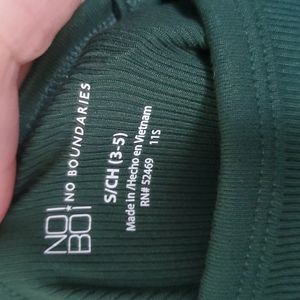 NO!
BO!
NO BOUNDARIES
S/CH (3-5)
Made in /Hecho en Vietnam
RN# 52469 11S